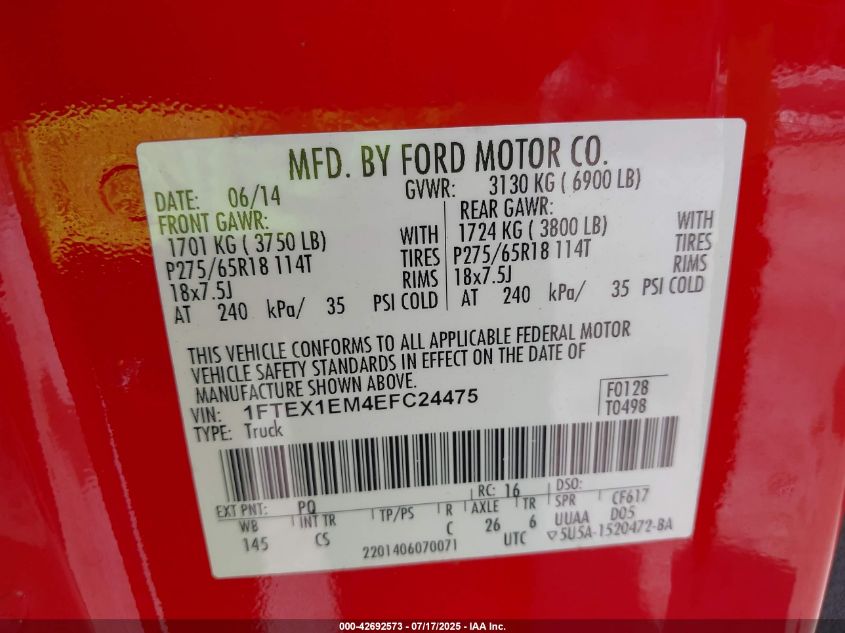 MFD. BY FORD MOTOR CO.
DATE: 06/14 GVWR: 3130 KG ( 6900 LB)
FRONT GAWR: REAR GAWR:
1701 KG ( 3750 LB) WITH 1724 KG ( 3800 LB) WITH
P275/65R18 114T TIRES P275/65R18 114T TIRES
18x7.5J RIMS 18x7.5J RIMS
AT 240 kPa/ 35 PSI COLD AT 240 kPa/ 35 PSI COLD
THIS VEHICLE CONFORMS TO ALL APPLICABLE FEDERAL MOTOR
VEHICLE SAFETY STANDARDS IN EFFECT ON THE DATE OF
MANUFACTURE SHOWN ABOVE.
VIN: 1FTEX1EM4EFC24475 F0128
TYPE: Truck T0498
EXT PNT: PQ RC: 16 DSO:
WB INT TR TP/PS R AXLE TR SPR CF617
145 CS C 26 6 UUAA D05
2201406070071 UTC ▽5U5A-1520472-BA
000-42692573 / 07/17/2025 - IAA Inc.